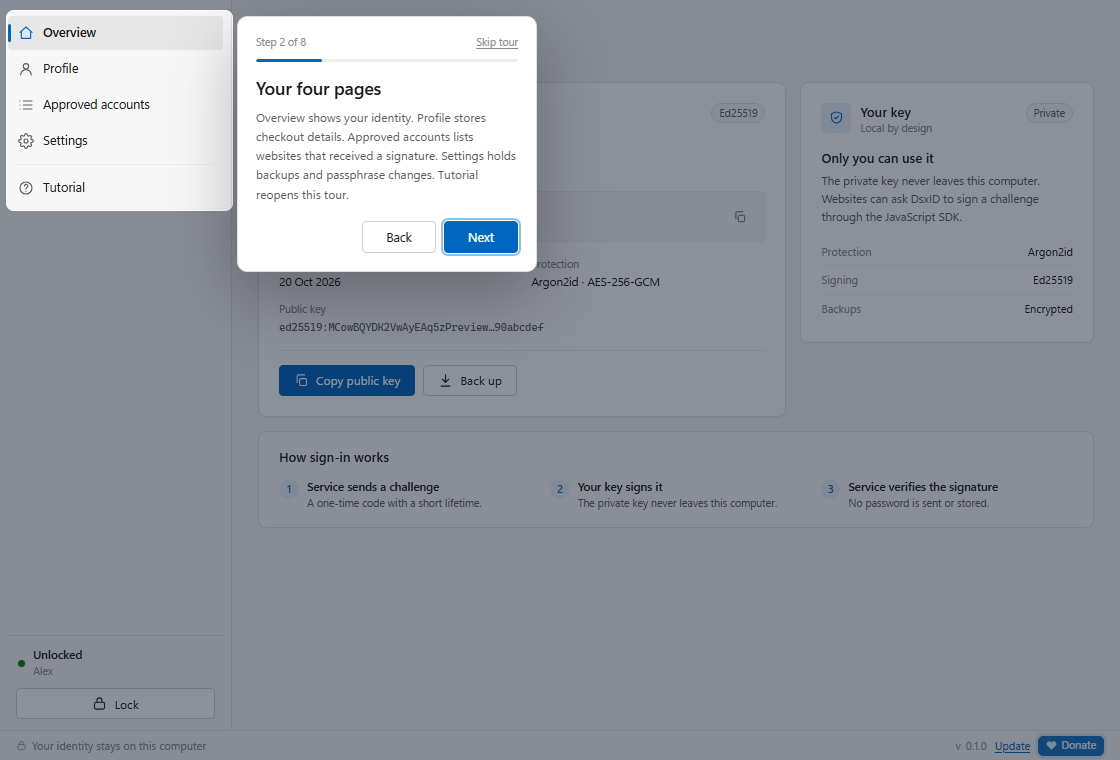 Overview
Profile
Approved accounts
Settings
Tutorial
Step 2 of 8
Skip tour
Your four pages
Overview shows your identity. Profile stores
checkout details. Approved accounts lists
websites that received a signature. Settings holds
backups and passphrase changes. Tutorial
reopens this tour.
Back
Next
Ed25519
20 Oct 2026
Argon2id · AES-256-GCM
Public key
ed25519:MCowBQYDK2VwAyEAq5zPreview…90abcdef
Copy public key
Back up
Your key
Local by design
Private
Only you can use it
The private key never leaves this computer.
Websites can ask DsxID to sign a challenge
through the JavaScript SDK.
Protection
Argon2id
Signing
Ed25519
Backups
Encrypted
How sign-in works
1
Service sends a challenge
A one-time code with a short lifetime.
2
Your key signs it
The private key never leaves this computer.
3
Service verifies the signature
No password is sent or stored.
Unlocked
Alex
Lock
Your identity stays on this computer
v 0.1.0
Update
Donate